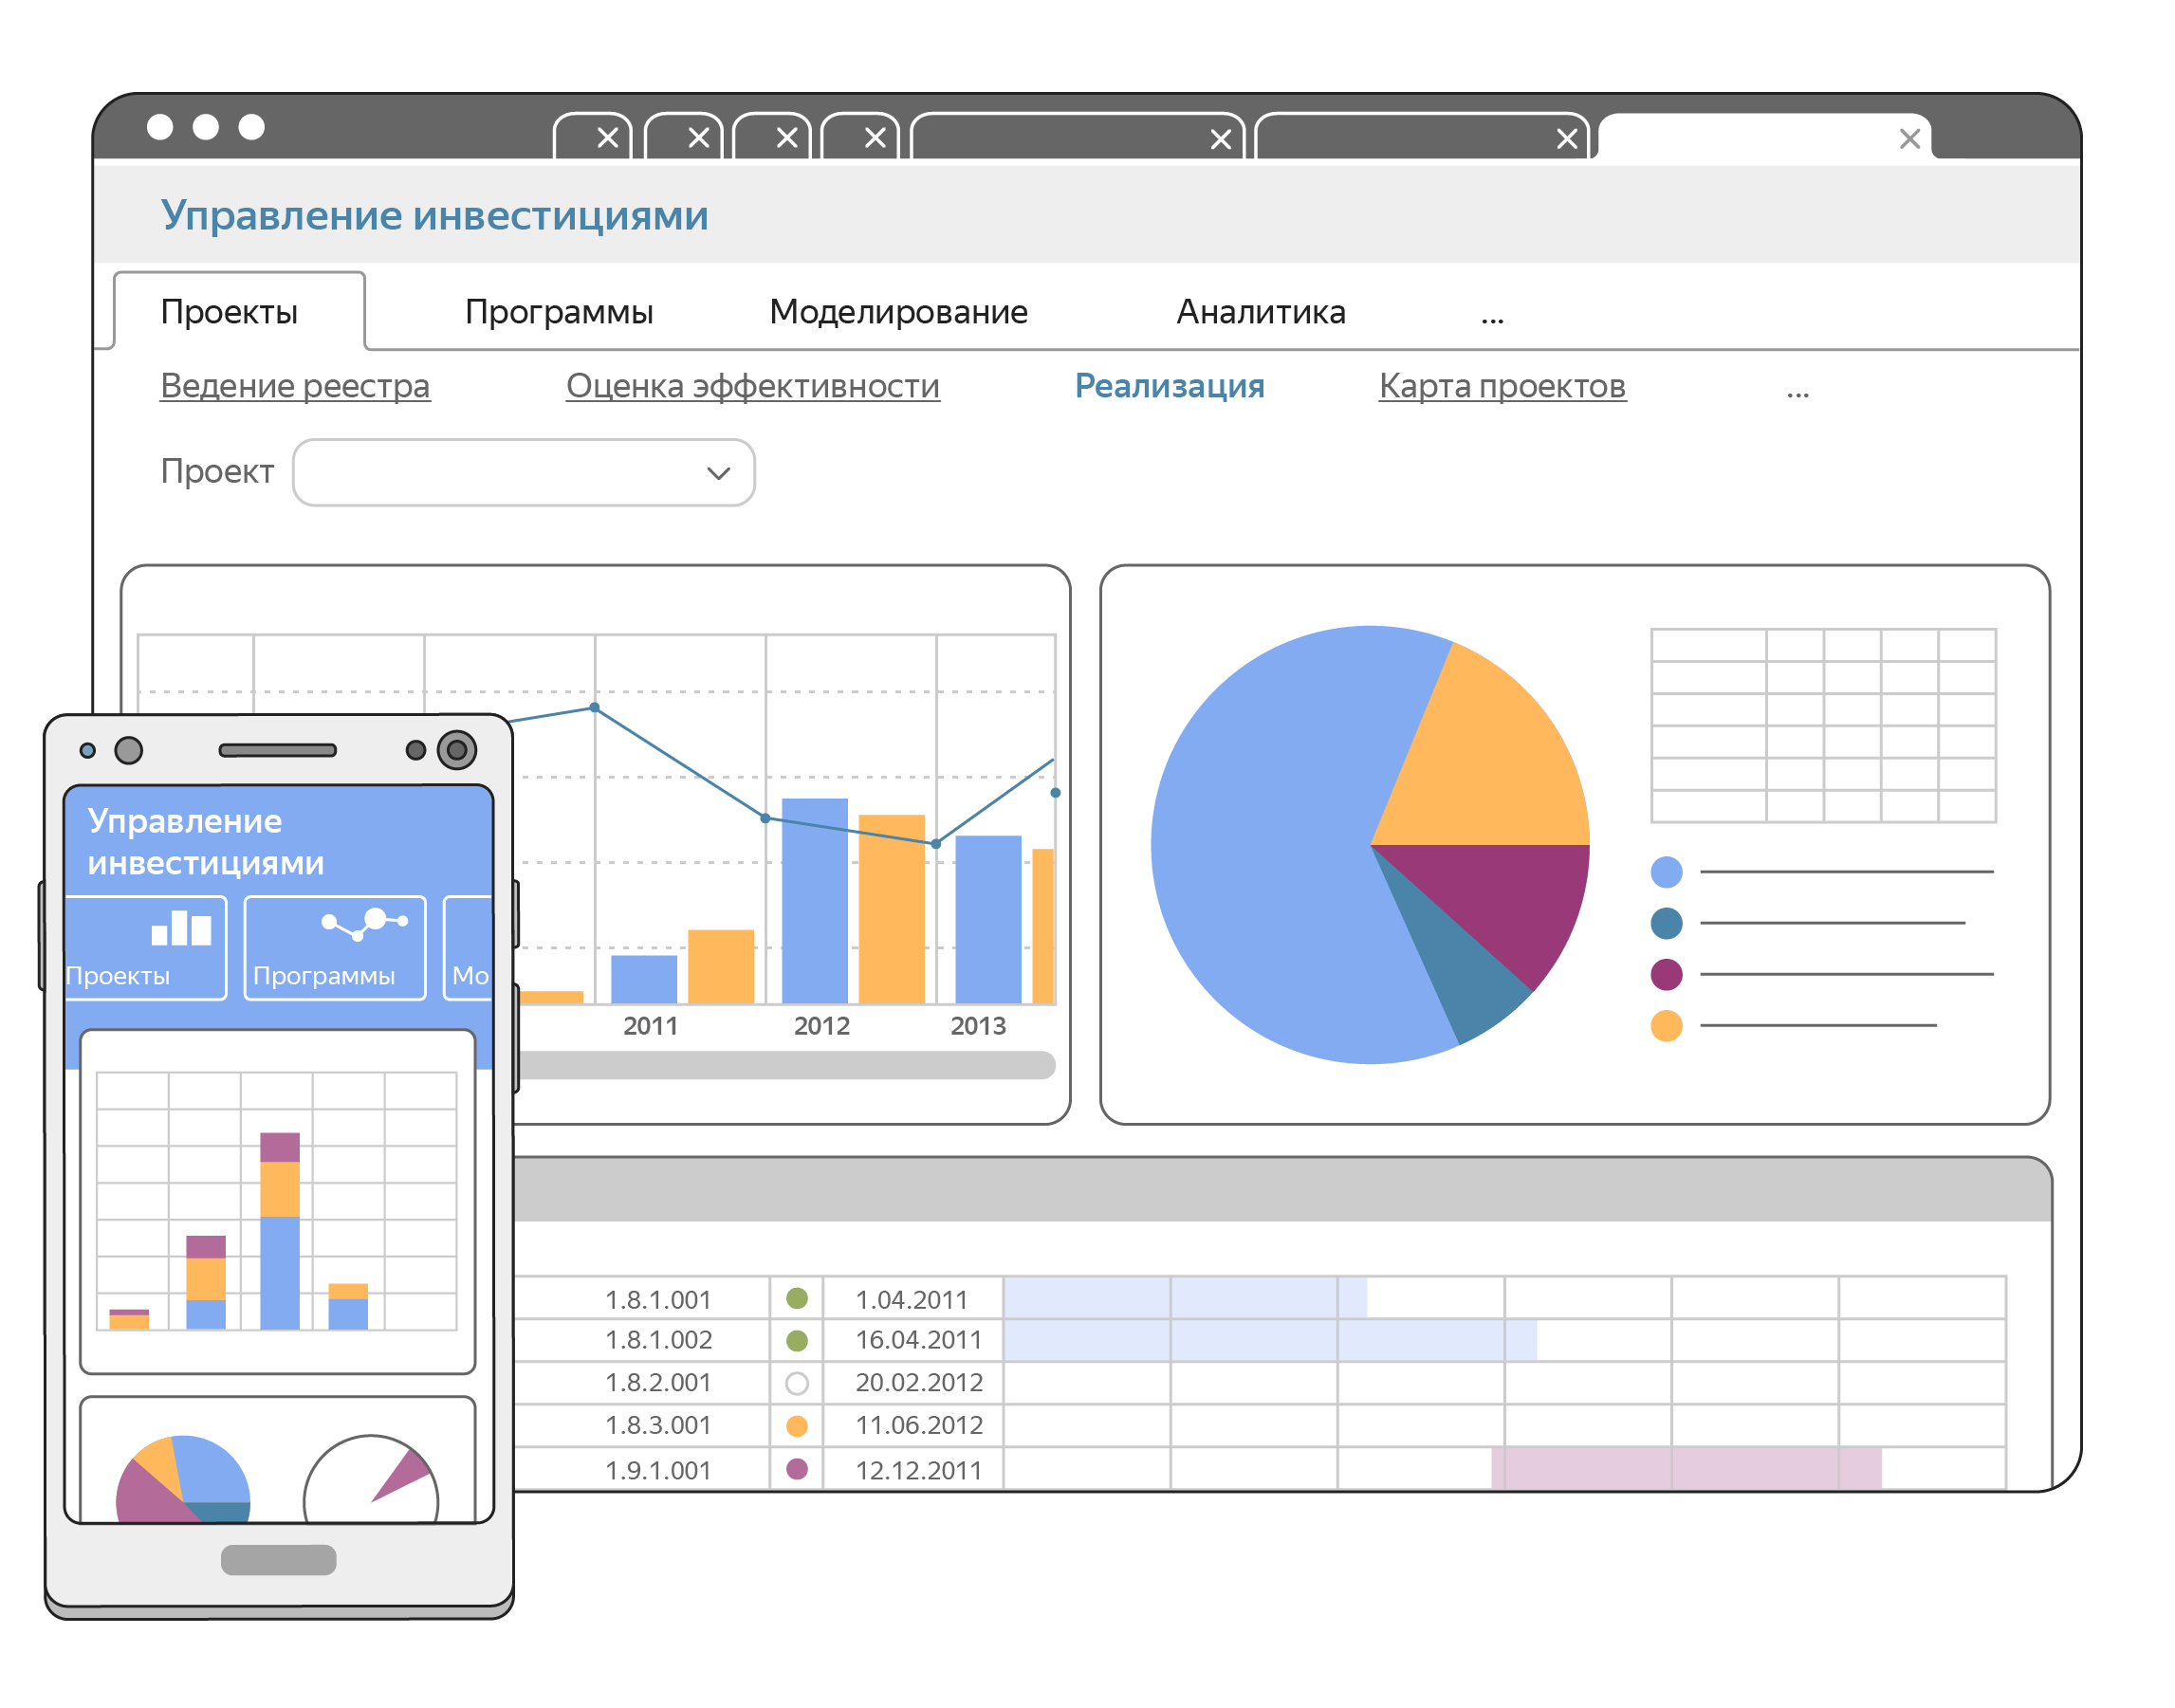 Управление инвестициями
Проекты Программы Моделирование Аналитика ...
Ведение реестра Оценка эффективности Реализация Карта проектов ...
Проект
2011 2012 2013
1.8.1.001 1.04.2011
1.8.1.002 16.04.2011
1.8.2.001 20.02.2012
1.8.3.001 11.06.2012
1.9.1.001 12.12.2011
Управление
инвестициями
Проекты Программы Мо